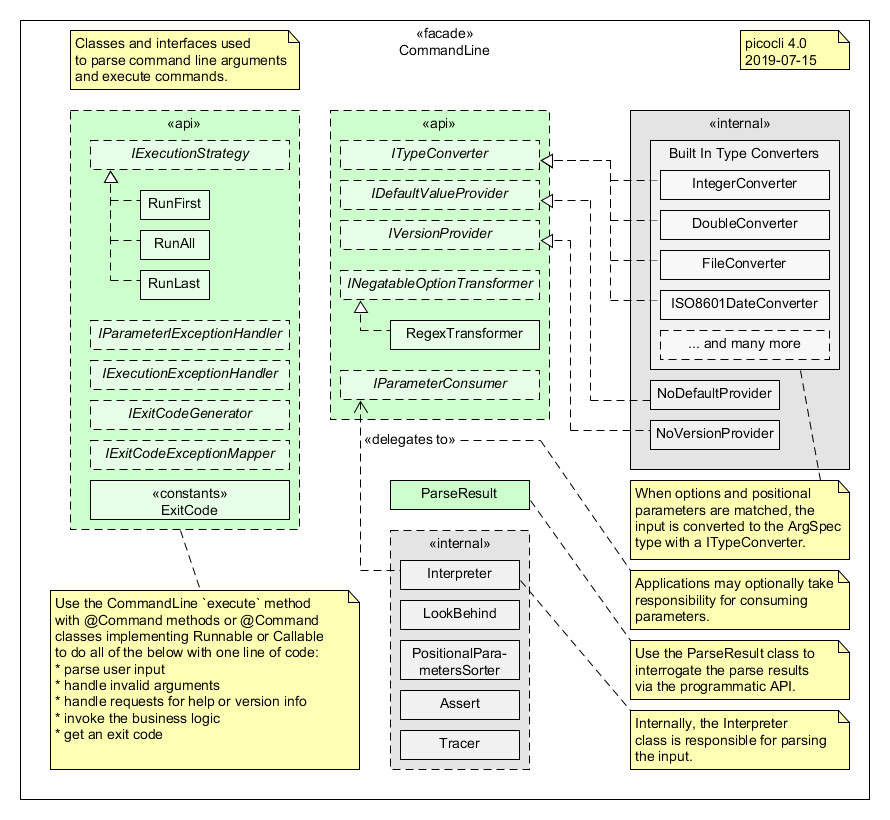 Classes and interfaces used
to parse command line arguments
and execute commands.
«facade»
CommandLine
picocli 4.0
2019-07-15
«api»
IExecutionStrategy
RunFirst
RunAll
RunLast
IParameterIExceptionHandler
IExecutionExceptionHandler
IExitCodeGenerator
IExitCodeExceptionMapper
«constants»
ExitCode
«api»
ITypeConverter
IDefaultValueProvider
IVersionProvider
INegatableOptionTransformer
RegexTransformer
IParameterConsumer
«delegates to»
«internal»
Built In Type Converters
IntegerConverter
DoubleConverter
FileConverter
ISO8601DateConverter
... and many more
NoDefaultProvider
NoVersionProvider
ParseResult
«internal»
Interpreter
LookBehind
PositionalPara-
metersSorter
Assert
Tracer
Use the CommandLine `execute` method
with @Command methods or @Command
classes implementing Runnable or Callable
to do all of the below with one line of code:
* parse user input
* handle invalid arguments
* handle requests for help or version info
* invoke the business logic
* get an exit code
When options and positional
parameters are matched, the
input is converted to the ArgSpec
type with a ITypeConverter.
Applications may optionally take
responsibility for consuming
parameters.
Use the ParseResult class to
interrogate the parse results
via the programmatic API.
Internally, the Interpreter
class is responsible for parsing
the input.